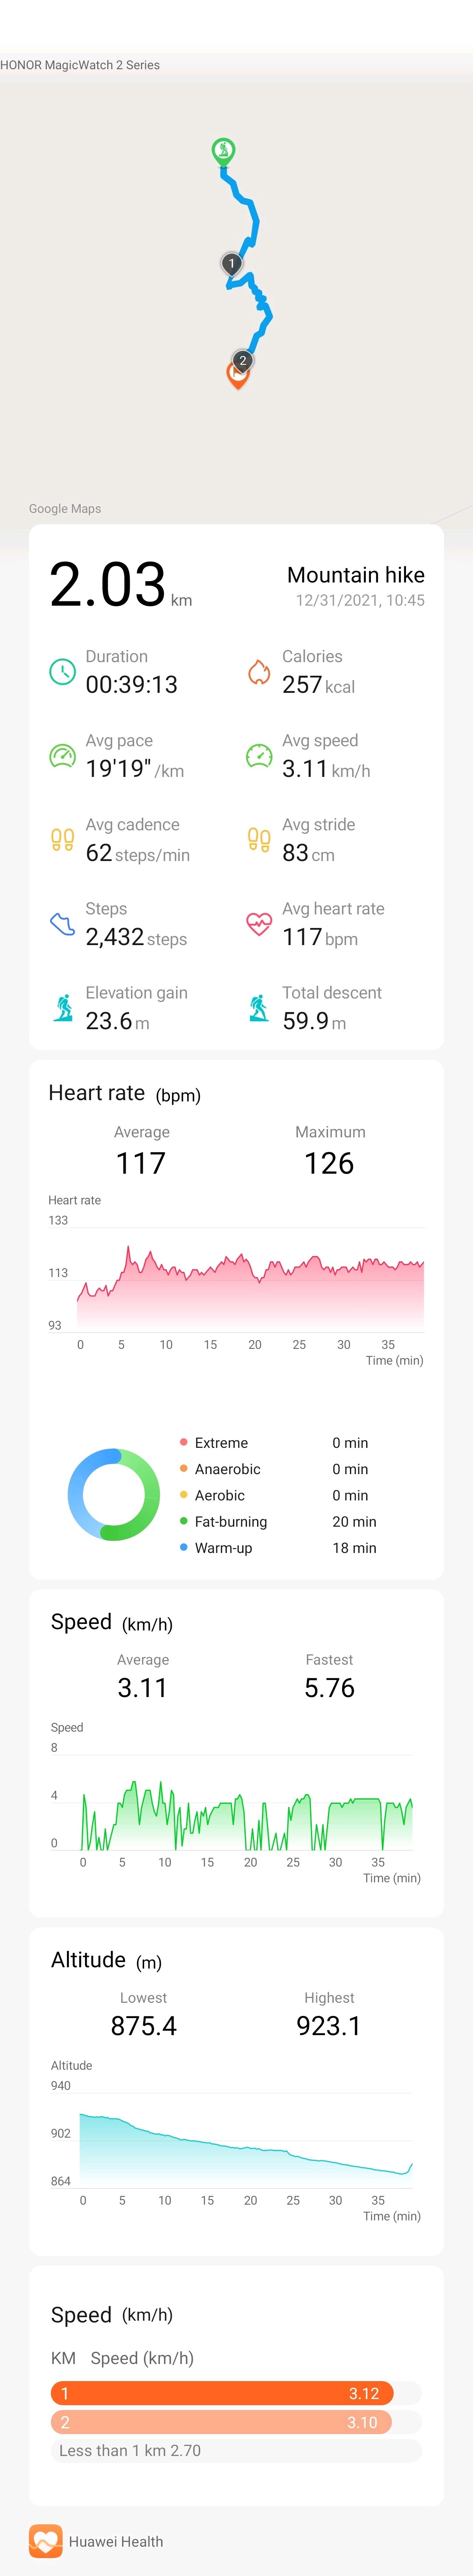 HONOR MagicWatch 2 Series
1
2
Google Maps
2.03 km
Mountain hike
12/31/2021, 10:45
Duration
00:39:13
Calories
257 kcal
Avg pace
19'19" /km
Avg speed
3.11 km/h
Avg cadence
62 steps/min
Avg stride
83 cm
Steps
2,432 steps
Avg heart rate
117 bpm
Elevation gain
23.6 m
Total descent
59.9 m
Heart rate (bpm)
Average
117
Maximum
126
Heart rate
133
113
93
0 5 10 15 20 25 30 35
Time (min)
Extreme 0 min
Anaerobic 0 min
Aerobic 0 min
Fat-burning 20 min
Warm-up 18 min
Speed (km/h)
Average
3.11
Fastest
5.76
Speed
8
4
0
0 5 10 15 20 25 30 35
Time (min)
Altitude (m)
Lowest
875.4
Highest
923.1
Altitude
940
902
864
0 5 10 15 20 25 30 35
Time (min)
Speed (km/h)
KM Speed (km/h)
1 3.12
2 3.10
Less than 1 km 2.70
Huawei Health